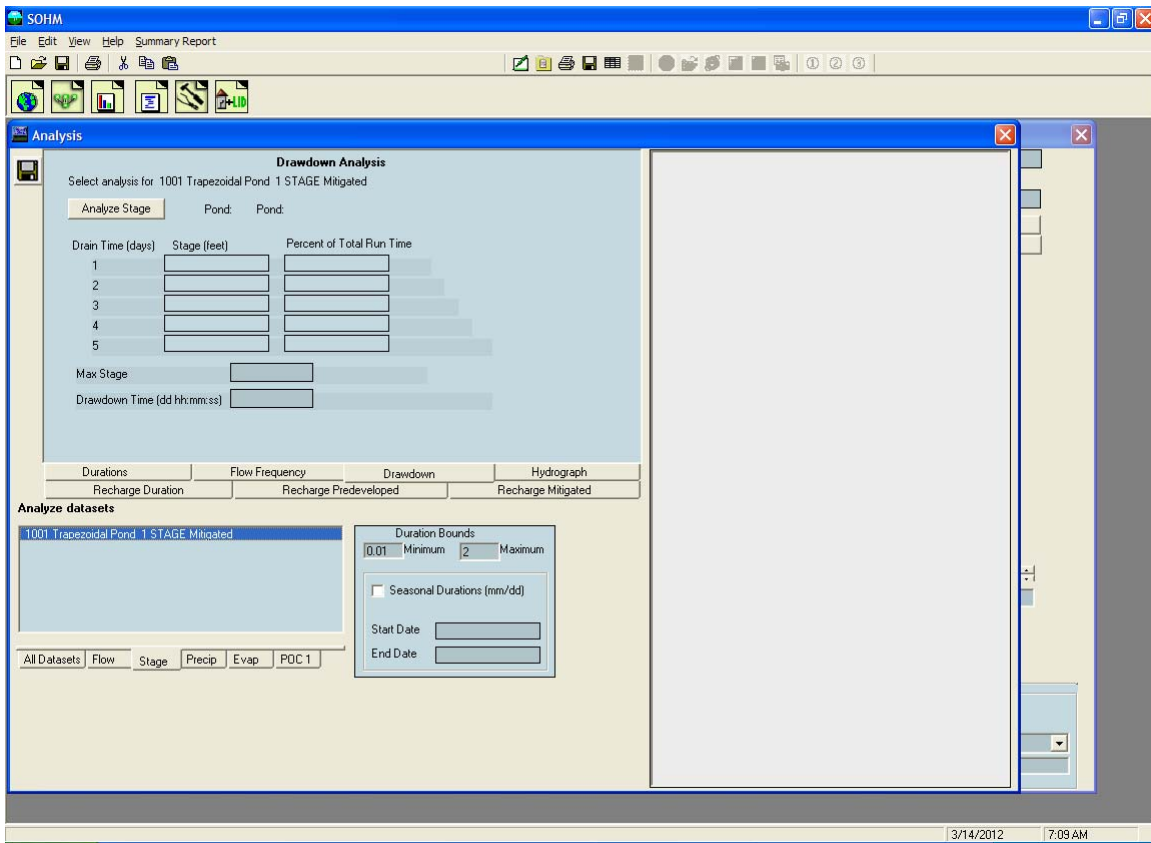 SOHM
File Edit View Help Summary Report
+LID
Analysis
Drawdown Analysis
Select analysis for 1001 Trapezoidal Pond 1 STAGE Mitigated
Analyze Stage Pond: Pond:
Drain Time (days) Stage (feet) Percent of Total Run Time
1
2
3
4
5
Max Stage
Drawdown Time (dd hh:mm:ss)
Durations Flow Frequency Drawdown Hydrograph
Recharge Duration Recharge Predeveloped Recharge Mitigated
Analyze datasets
1001 Trapezoidal Pond 1 STAGE Mitigated
Duration Bounds
0.01 Minimum 2 Maximum
Seasonal Durations (mm/dd)
Start Date
End Date
All Datasets Flow Stage Precip Evap POC 1
3/14/2012 7:09 AM